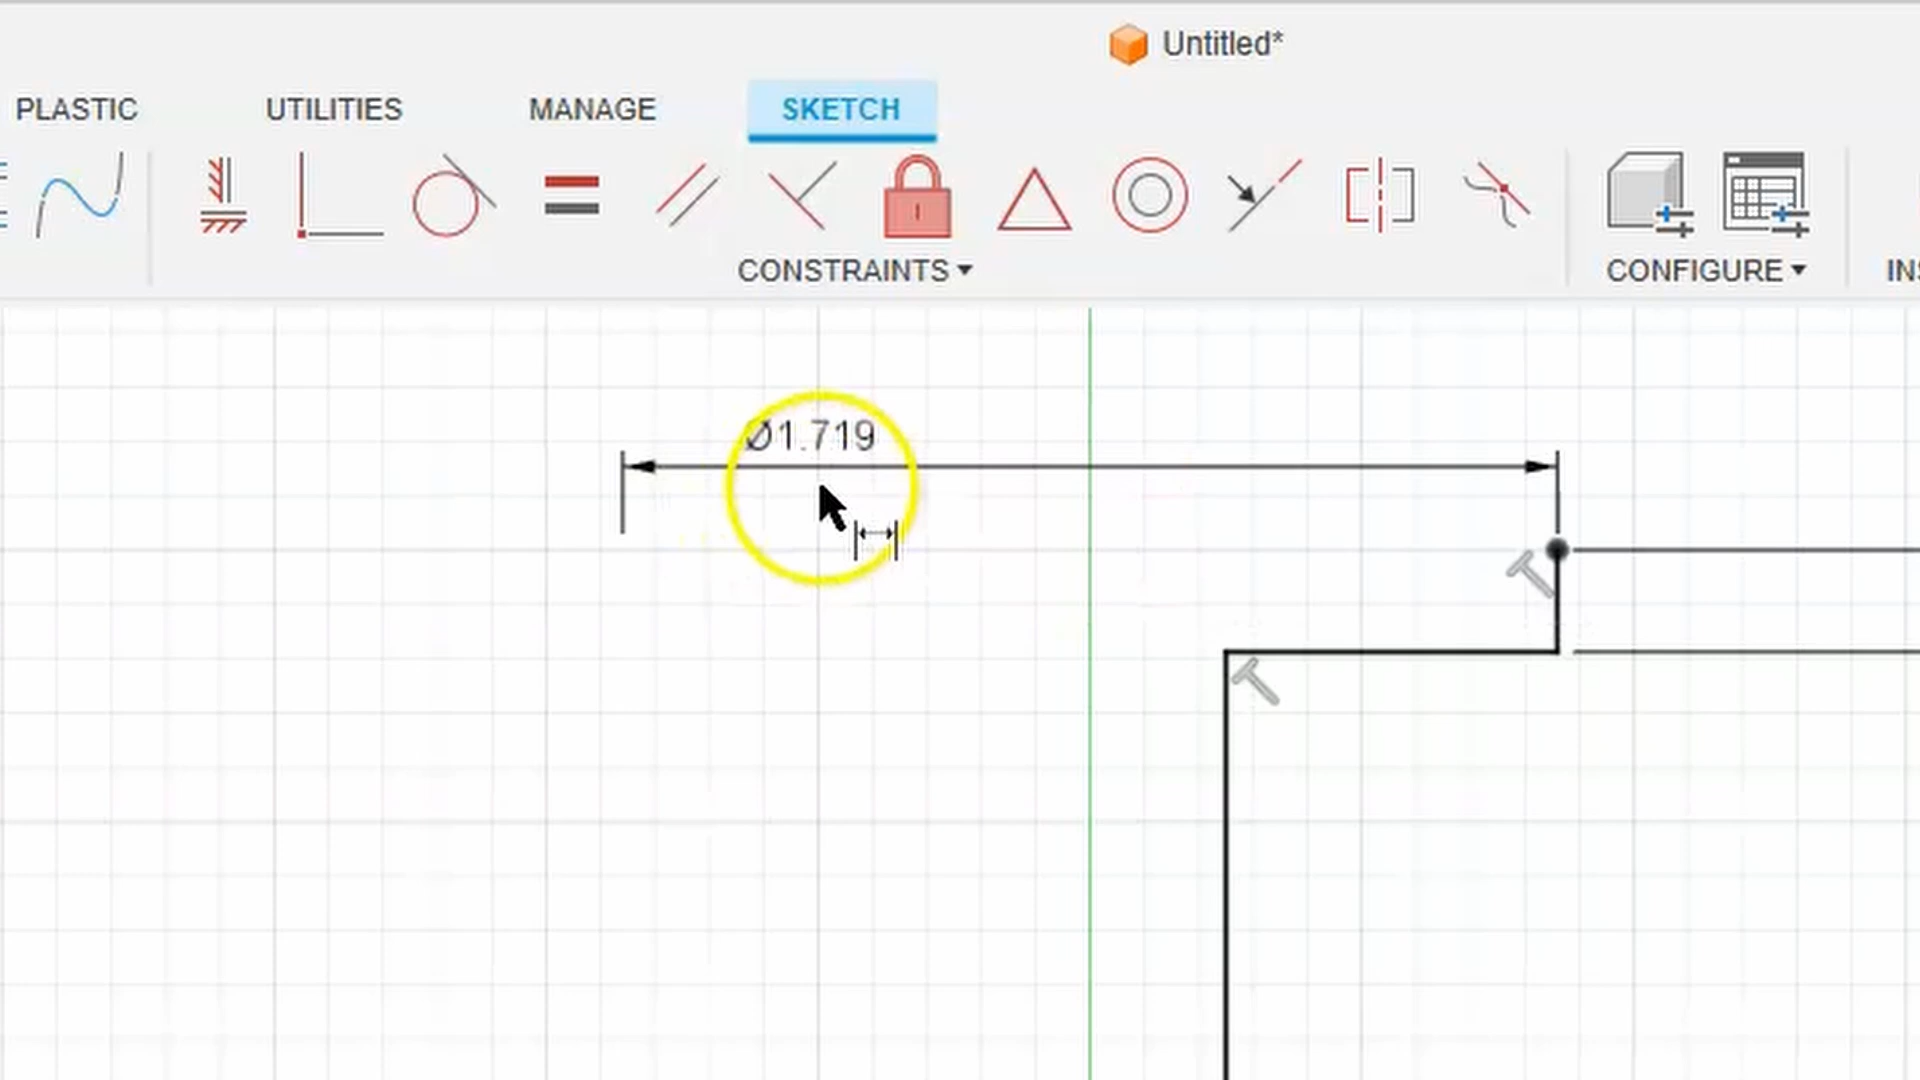 Untitled*
PLASTIC UTILITIES MANAGE SKETCH
CONSTRAINTS CONFIGURE
Ø1.719